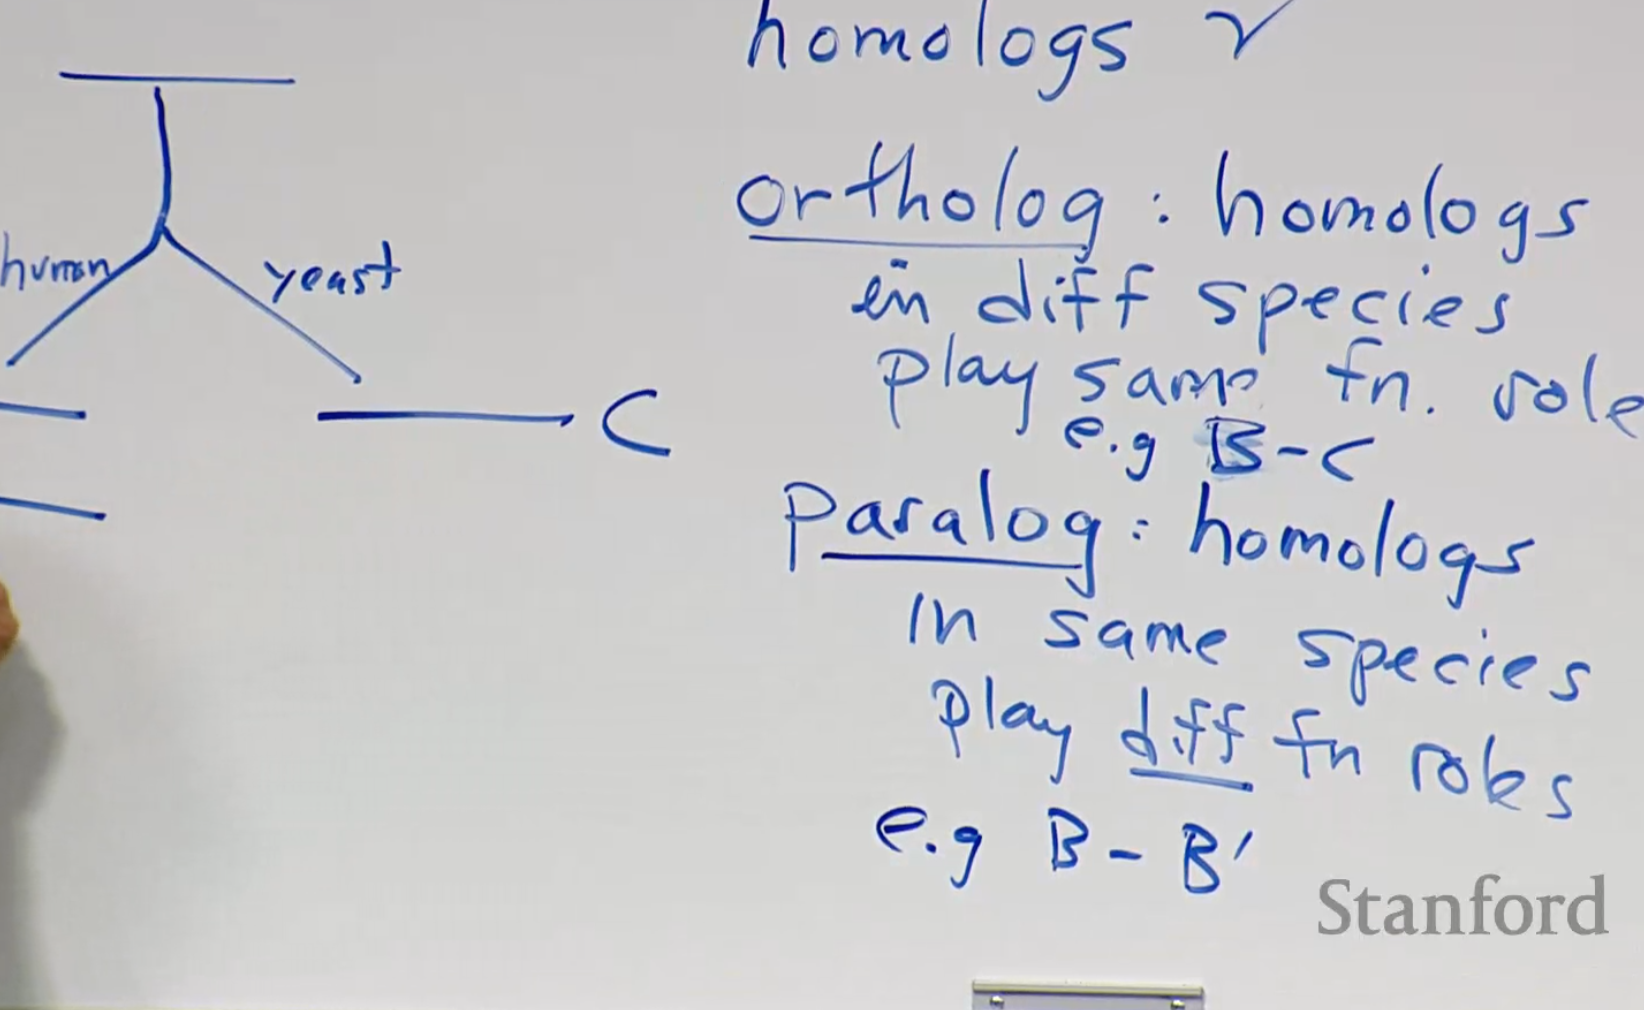 homologs
human
yeast
C
ortholog : homologs
in diff species
play same fn. role
e.g B-C
paralog : homologs
in same species
play diff fn roles
e.g B - B'
Stanford